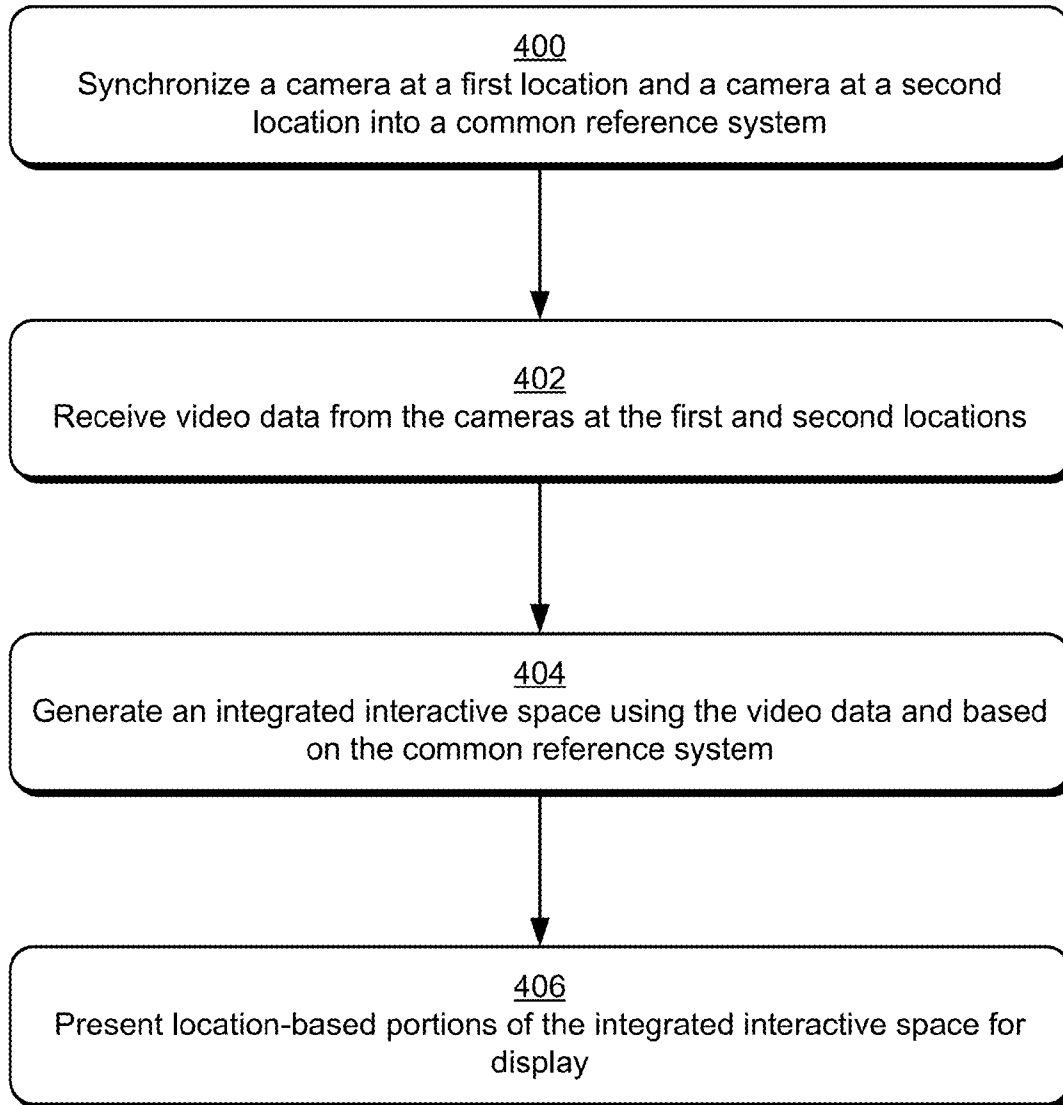 400
Synchronize a camera at a first location and a camera at a second
location into a common reference system
402
Receive video data from the cameras at the first and second locations
404
Generate an integrated interactive space using the video data and based
on the common reference system
406
Present location-based portions of the integrated interactive space for
display